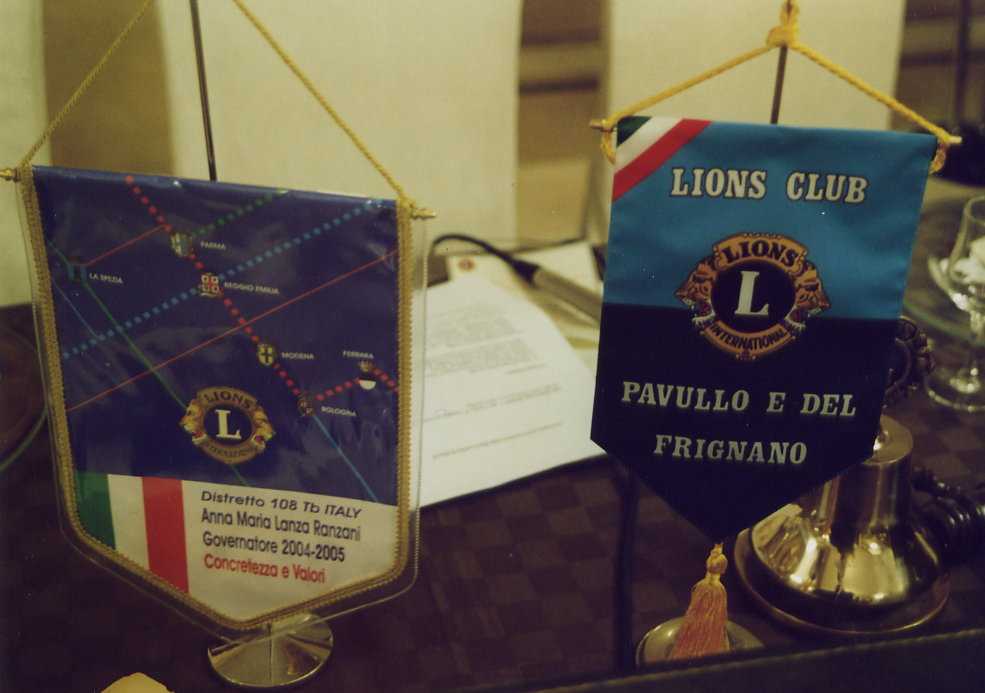 PARMA
LA SPEZIA
REGGIO EMILIA
MODENA
FERRARA
BOLOGNA
LIONS
L
INTERNATIONAL
Distretto 108 Tb ITALY
Anna Maria Lanza Ranzani
Governatore 2004-2005
Concretezza e Valori
LIONS CLUB
LIONS
L
INTERNATIONAL
PAVULLO E DEL
FRIGNANO